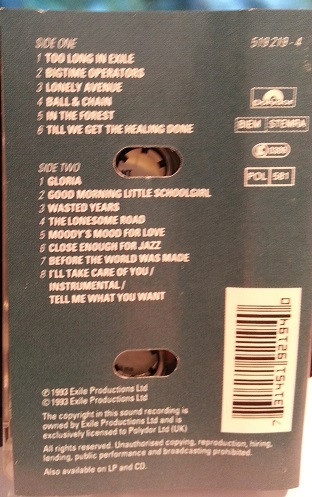 SIDE ONE
1 TOO LONG IN EXILE
2 BIGTIME OPERATORS
3 LONELY AVENUE
4 BALL & CHAIN
5 IN THE FOREST
6 TILL WE GET THE HEALING DONE
519 219 - 4
polydor
BIEM STEMRA
POL 581
SIDE TWO
1 GLORIA
2 GOOD MORNING LITTLE SCHOOLGIRL
3 WASTED YEARS
4 THE LONESOME ROAD
5 MOODY'S MOOD FOR LOVE
6 CLOSE ENOUGH FOR JAZZ
7 BEFORE THE WORLD WAS MADE
8 I'LL TAKE CARE OF YOU /
INSTRUMENTAL /
TELL ME WHAT YOU WANT
℗ 1993 Exile Productions Ltd
© 1993 Exile Productions Ltd
The copyright in this sound recording is
owned by Exile Productions Ltd and is
exclusively licensed to Polydor Ltd (UK)
All rights reserved. Unauthorised copying, reproduction, hiring,
lending, public performance and broadcasting prohibited.
Also available on LP and CD.